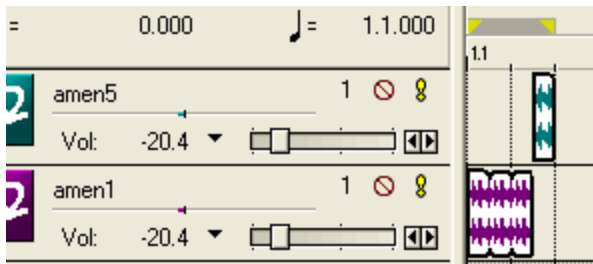 = 0.000 = 1.1.000
1.1
amen5 1
Vol: -20.4
amen1 1
Vol: -20.4